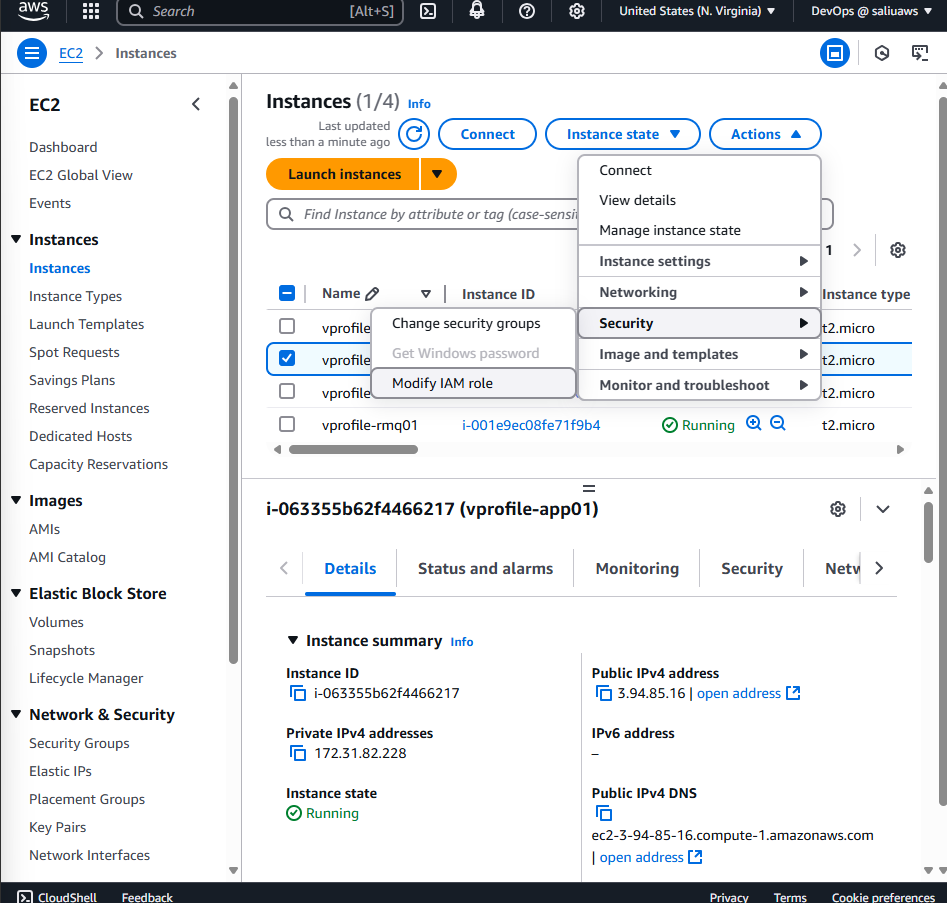 aws
Search
[Alt+S]
United States (N. Virginia)
DevOps @ saliuaws
EC2
Instances
EC2
Dashboard
EC2 Global View
Events
Instances
Instances
Instance Types
Launch Templates
Spot Requests
Savings Plans
Reserved Instances
Dedicated Hosts
Capacity Reservations
Images
AMIs
AMI Catalog
Elastic Block Store
Volumes
Snapshots
Lifecycle Manager
Network & Security
Security Groups
Elastic IPs
Placement Groups
Key Pairs
Network Interfaces
Instances (1/4) Info
Last updated
less than a minute ago
Connect
Instance state
Actions
Launch instances
Find Instance by attribute or tag (case-sensit
1
Connect
View details
Manage instance state
Instance settings
Networking
Security
Image and templates
Monitor and troubleshoot
Change security groups
Get Windows password
Modify IAM role
Name Instance ID Instance type
vprofile t2.micro
vprofile t2.micro
vprofile t2.micro
vprofile-rmq01 i-001e9ec08fe71f9b4 Running t2.micro
i-063355b62f4466217 (vprofile-app01)
Details Status and alarms Monitoring Security Netw
Instance summary Info
Instance ID
i-063355b62f4466217
Private IPv4 addresses
172.31.82.228
Instance state
Running
Public IPv4 address
3.94.85.16 | open address
IPv6 address
–
Public IPv4 DNS
ec2-3-94-85-16.compute-1.amazonaws.com
| open address
CloudShell Feedback Privacy Terms Cookie preferences